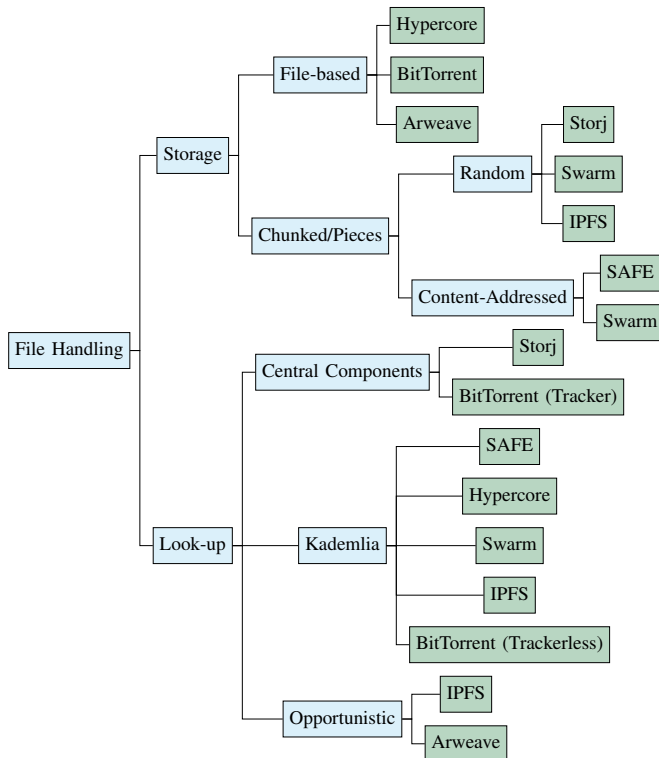 Hypercore
File-based
BitTorrent
Arweave
Storj
Storage
Random
Swarm
IPFS
Chunked/Pieces
SAFE
Content-Addressed
Swarm
File Handling
Storj
Central Components
BitTorrent (Tracker)
SAFE
Hypercore
Look-up
Kademlia
Swarm
IPFS
BitTorrent (Trackerless)
IPFS
Opportunistic
Arweave